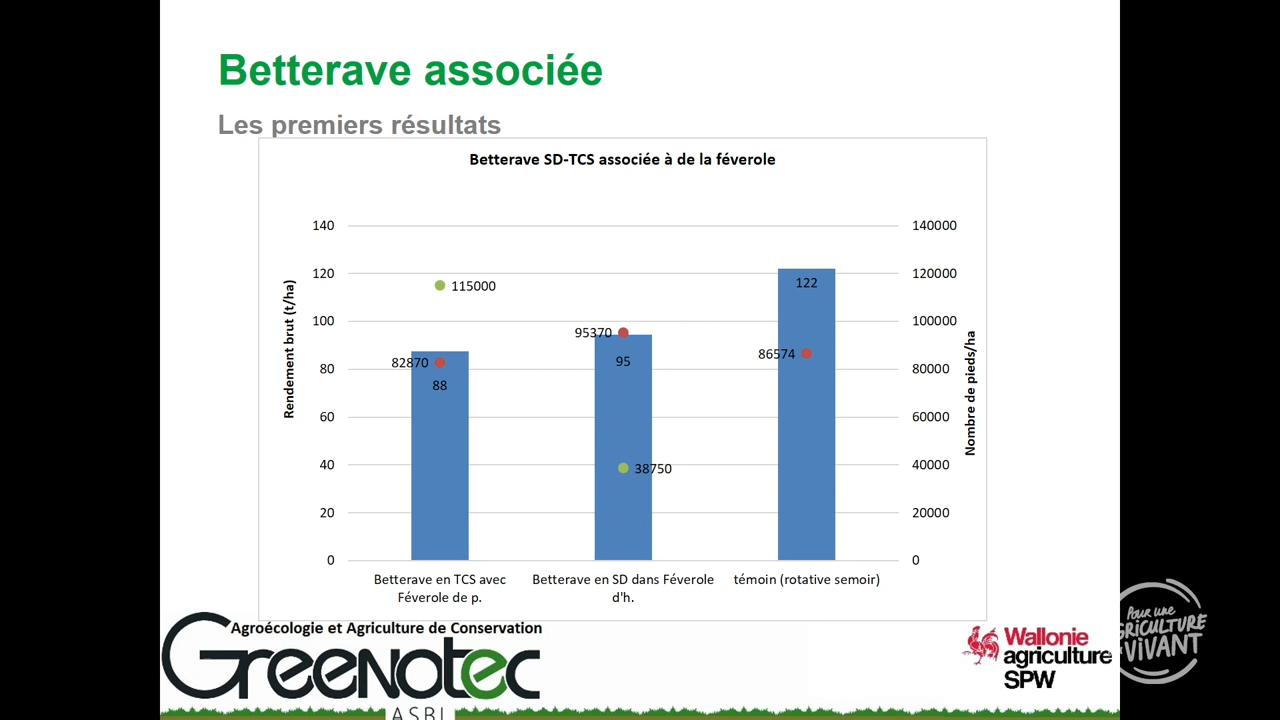 Betterave associée
Les premiers résultats
Betterave SD-TCS associée à de la féverole
Rendement brut (t/ha)
140
120
100
80
60
40
20
0
115000
82870
88
95370
95
38750
122
86574
140000
120000
100000
80000
60000
40000
20000
0
Nombre de pieds/ha
Betterave en TCS avec
Féverole de p.
Betterave en SD dans Féverole
d'h.
témoin (rotative semoir)
Agroécologie et Agriculture de Conservation
Greenotec
ASBL
Wallonie
agriculture
SPW
Pour une
AGRICULTURE
VIVANT